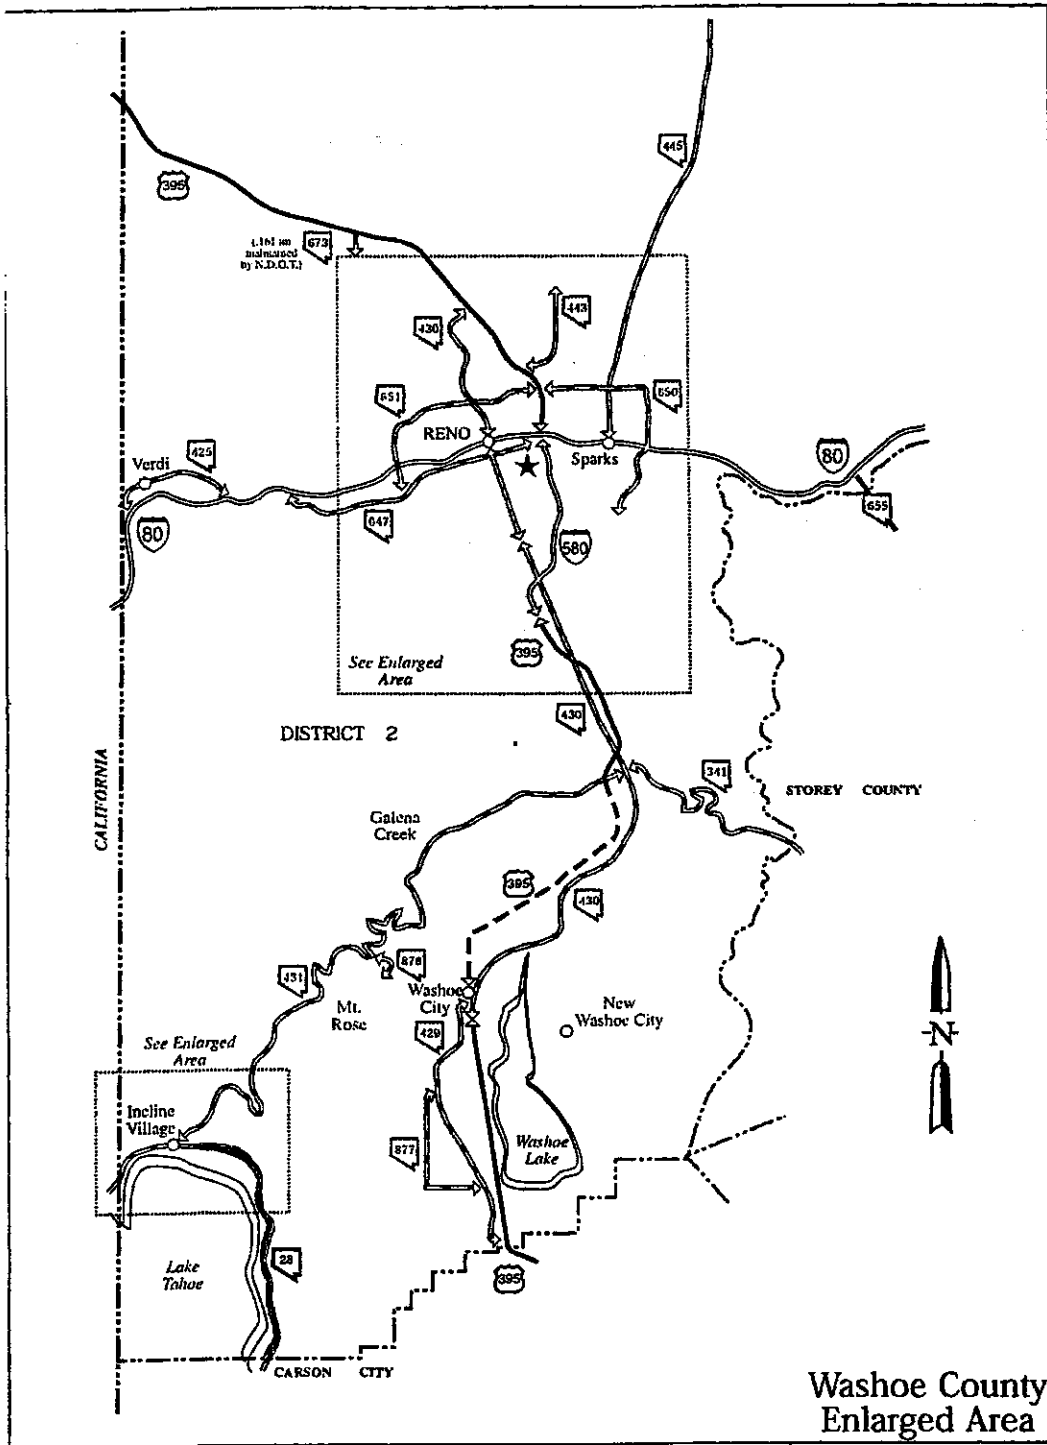 445
395
(.161 mi
maintained
by N.D.O.T.)
673
443
430
651
650
RENO
Sparks
425
Verdi
80
80
655
647
580
395
See Enlarged
Area
430
DISTRICT 2
341
STOREY COUNTY
CALIFORNIA
Galena
Creek
395
430
878
431
Washoe
City
Mt.
Rose
New
Washoe City
429
N
See Enlarged
Area
Incline
Village
877
Washoe
Lake
28
Lake
Tahoe
395
CARSON CITY
Washoe County
Enlarged Area